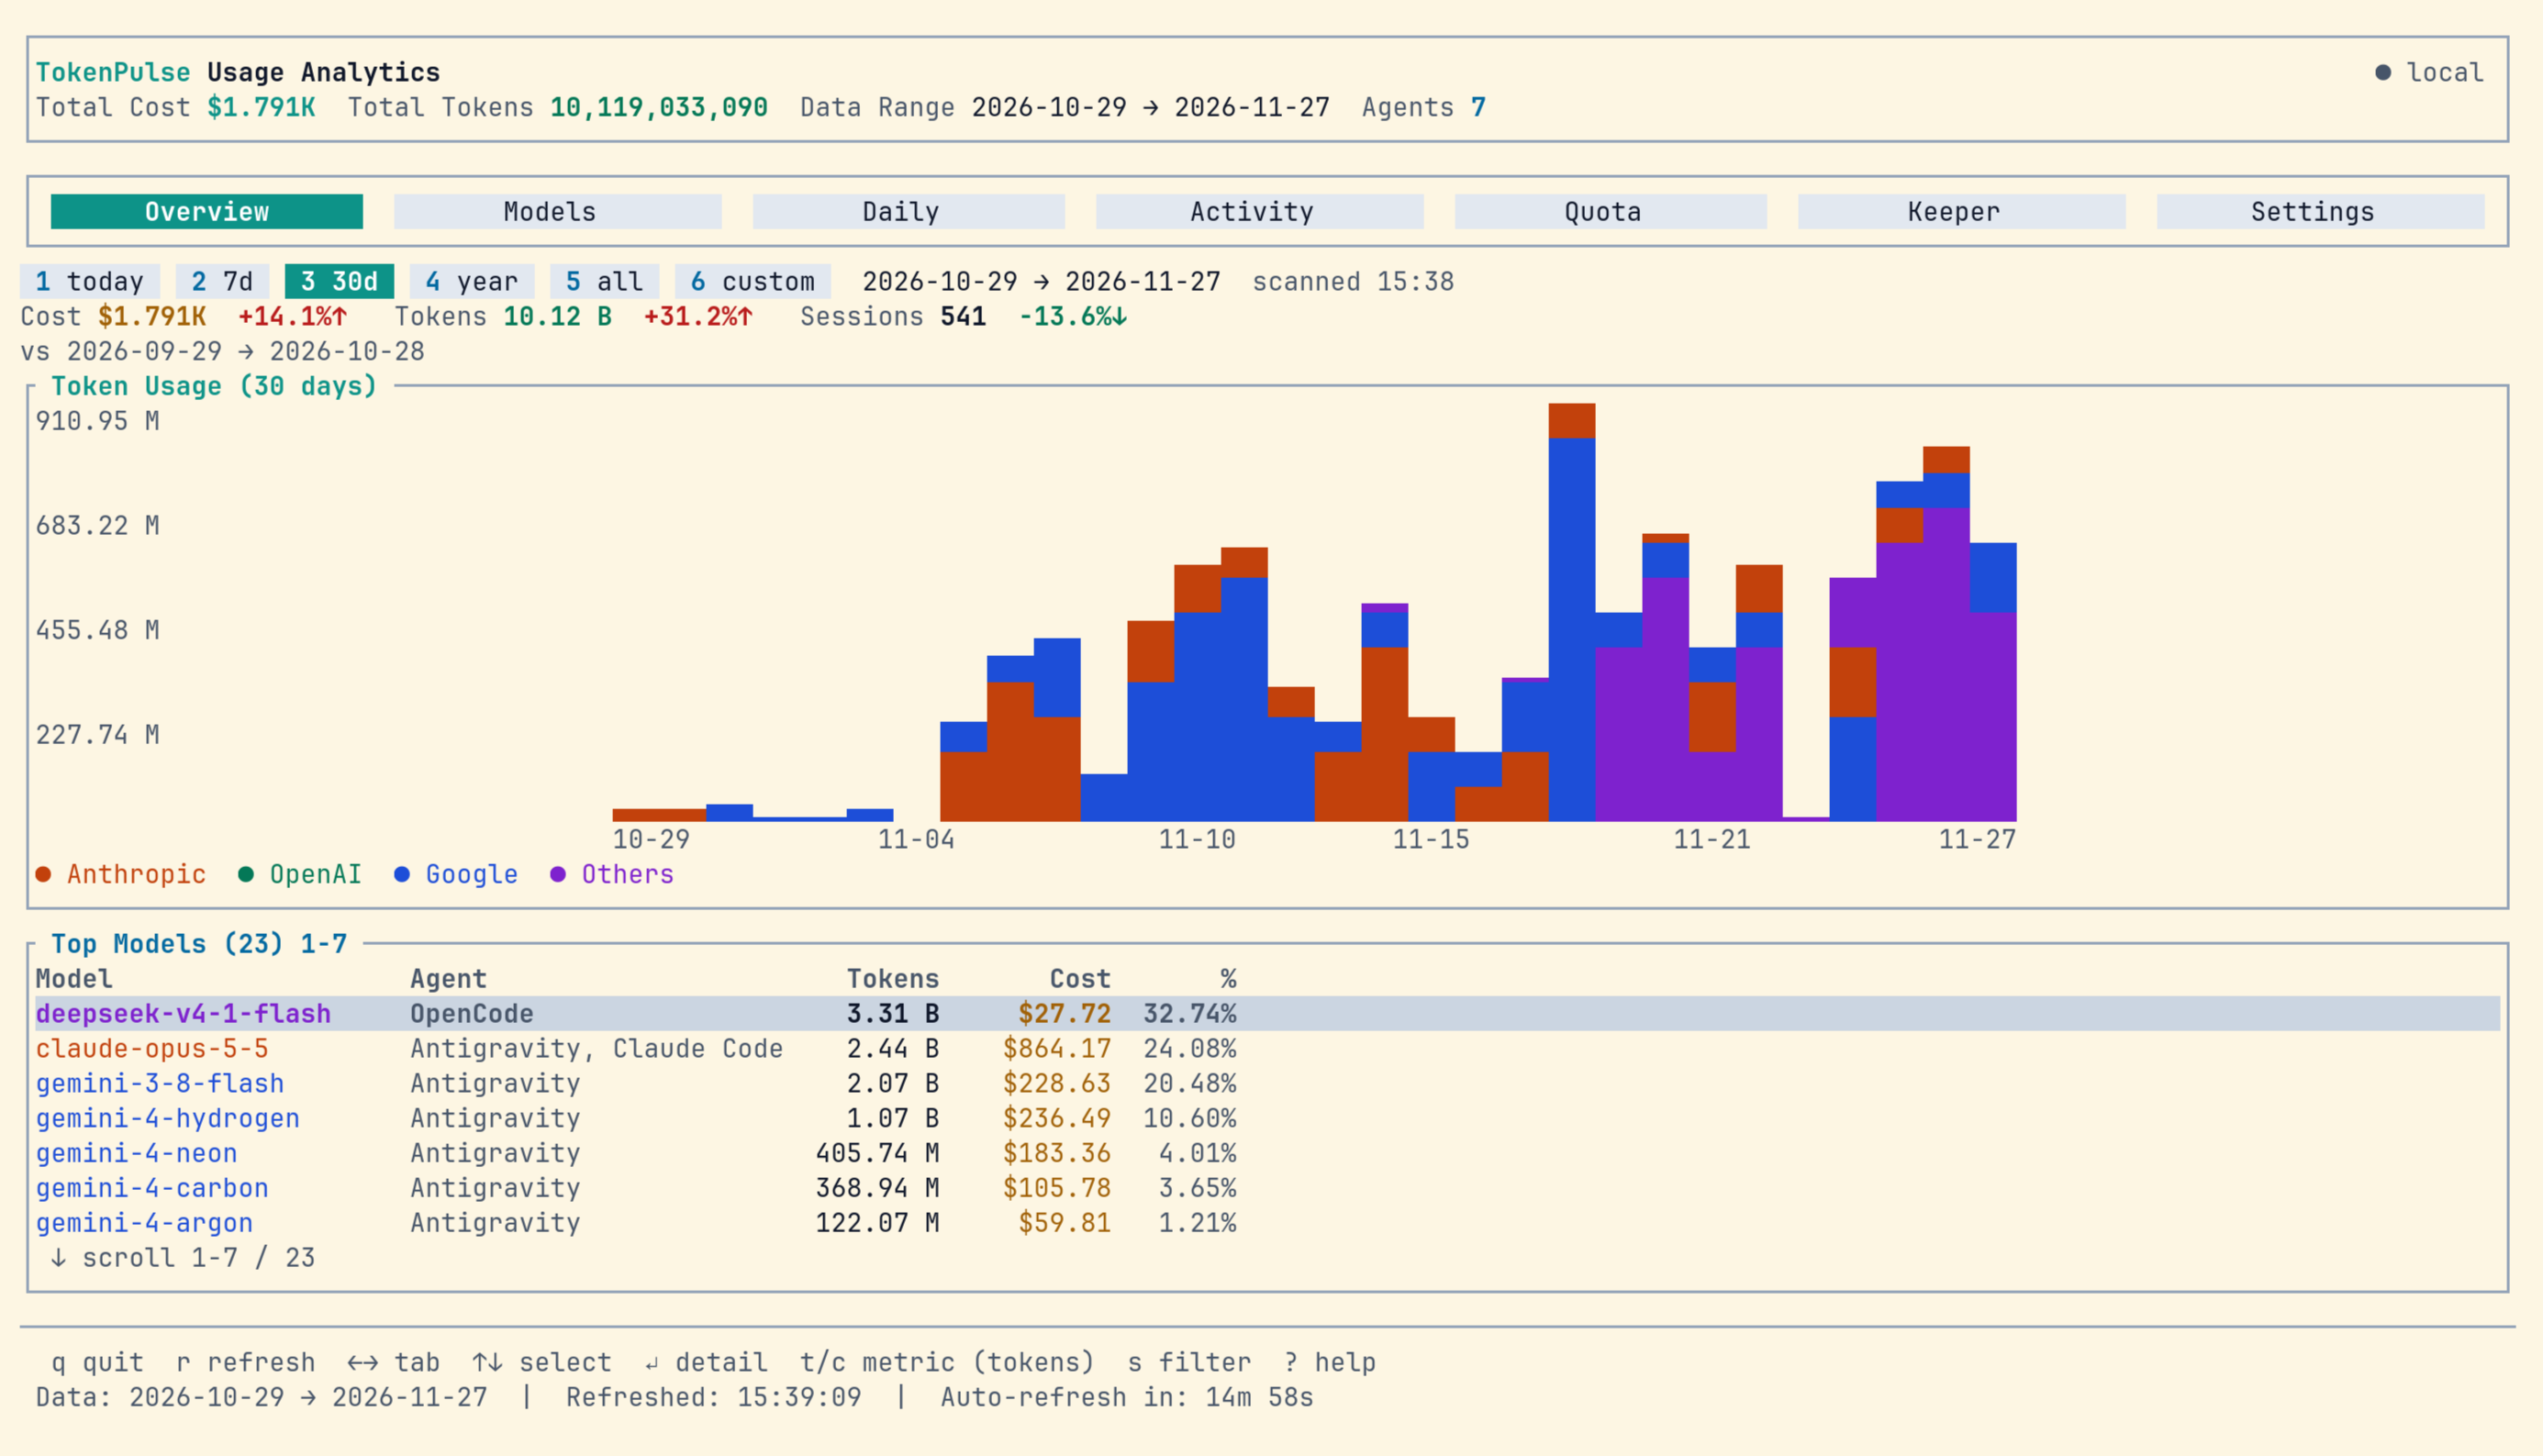 TokenPulse Usage Analytics ● local
Total Cost $1.791K Total Tokens 10,119,033,090 Data Range 2026-10-29 → 2026-11-27 Agents 7
Overview Models Daily Activity Quota Keeper Settings
1 today 2 7d 3 30d 4 year 5 all 6 custom 2026-10-29 → 2026-11-27 scanned 15:38
Cost $1.791K +14.1%↑ Tokens 10.12 B +31.2%↑ Sessions 541 -13.6%↓
vs 2026-09-29 → 2026-10-28
Token Usage (30 days)
910.95 M
683.22 M
455.48 M
227.74 M
10-29 11-04 11-10 11-15 11-21 11-27
● Anthropic ● OpenAI ● Google ● Others
Top Models (23) 1-7
Model Agent Tokens Cost %
deepseek-v4-1-flash OpenCode 3.31 B $27.72 32.74%
claude-opus-5-5 Antigravity, Claude Code 2.44 B $864.17 24.08%
gemini-3-8-flash Antigravity 2.07 B $228.63 20.48%
gemini-4-hydrogen Antigravity 1.07 B $236.49 10.60%
gemini-4-neon Antigravity 405.74 M $183.36 4.01%
gemini-4-carbon Antigravity 368.94 M $105.78 3.65%
gemini-4-argon Antigravity 122.07 M $59.81 1.21%
↓ scroll 1-7 / 23
q quit r refresh ←→ tab ↑↓ select ↲ detail t/c metric (tokens) s filter ? help
Data: 2026-10-29 → 2026-11-27 | Refreshed: 15:39:09 | Auto-refresh in: 14m 58s